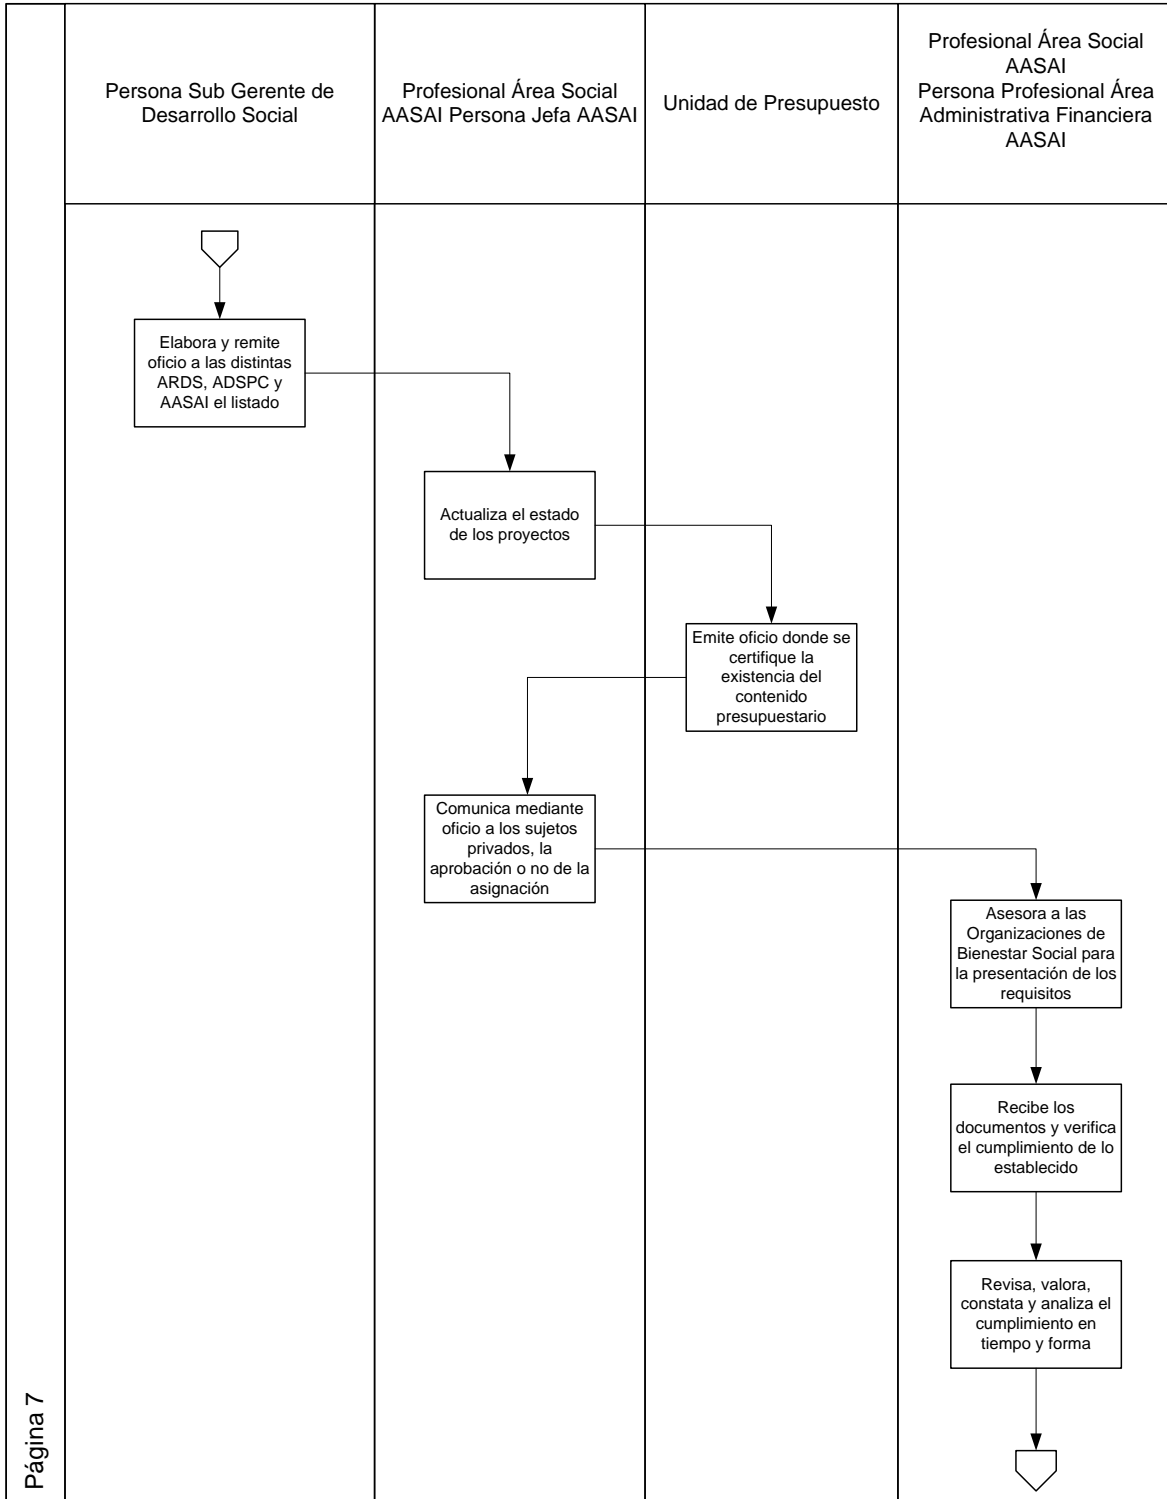 Persona Sub Gerente de
Desarrollo Social
Profesional Área Social
AASAI Persona Jefa AASAI
Unidad de Presupuesto
Profesional Área Social
AASAI
Persona Profesional Área
Administrativa Financiera
AASAI
Elabora y remite
oficio a las distintas
ARDS, ADSPC y
AASAI el listado
Actualiza el estado
de los proyectos
Emite oficio donde se
certifique la
existencia del
contenido
presupuestario
Comunica mediante
oficio a los sujetos
privados, la
aprobación o no de la
asignación
Asesora a las
Organizaciones de
Bienestar Social para
la presentación de los
requisitos
Recibe los
documentos y verifica
el cumplimiento de lo
establecido
Revisa, valora,
constata y analiza el
cumplimiento en
tiempo y forma
Página 7